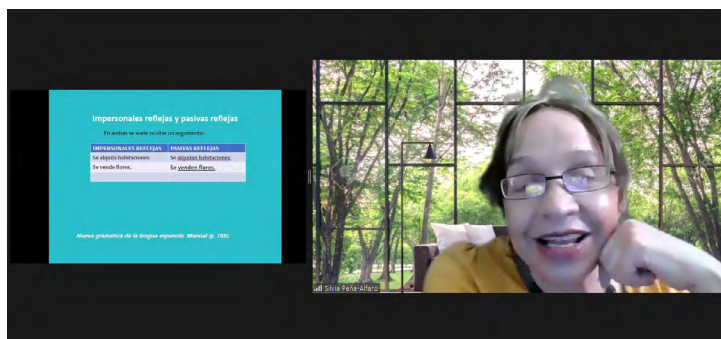 Impersonales reflejas y pasivas reflejas
En ambas se suele ocultar un argumento:
IMPERSONALES REFLEJAS PASIVAS REFLEJAS
Se alquila habitaciones. Se alquilan habitaciones.
Se vende flores. Se venden flores.
Nueva gramática de la lengua española. Manual (p. 788)
Silvia Peña-Alfaro